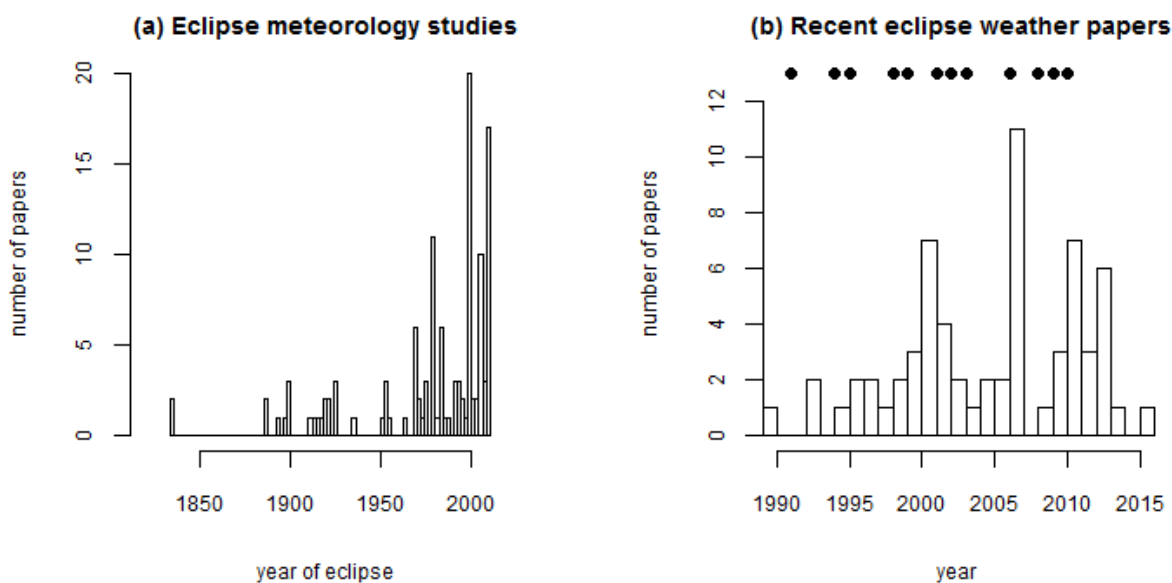 (a) Eclipse meteorology studies
number of papers
20
15
10
5
0
1850 1900 1950 2000
year of eclipse
(b) Recent eclipse weather papers
number of papers
12
10
8
6
4
2
0
1990 1995 2000 2005 2010 2015
year